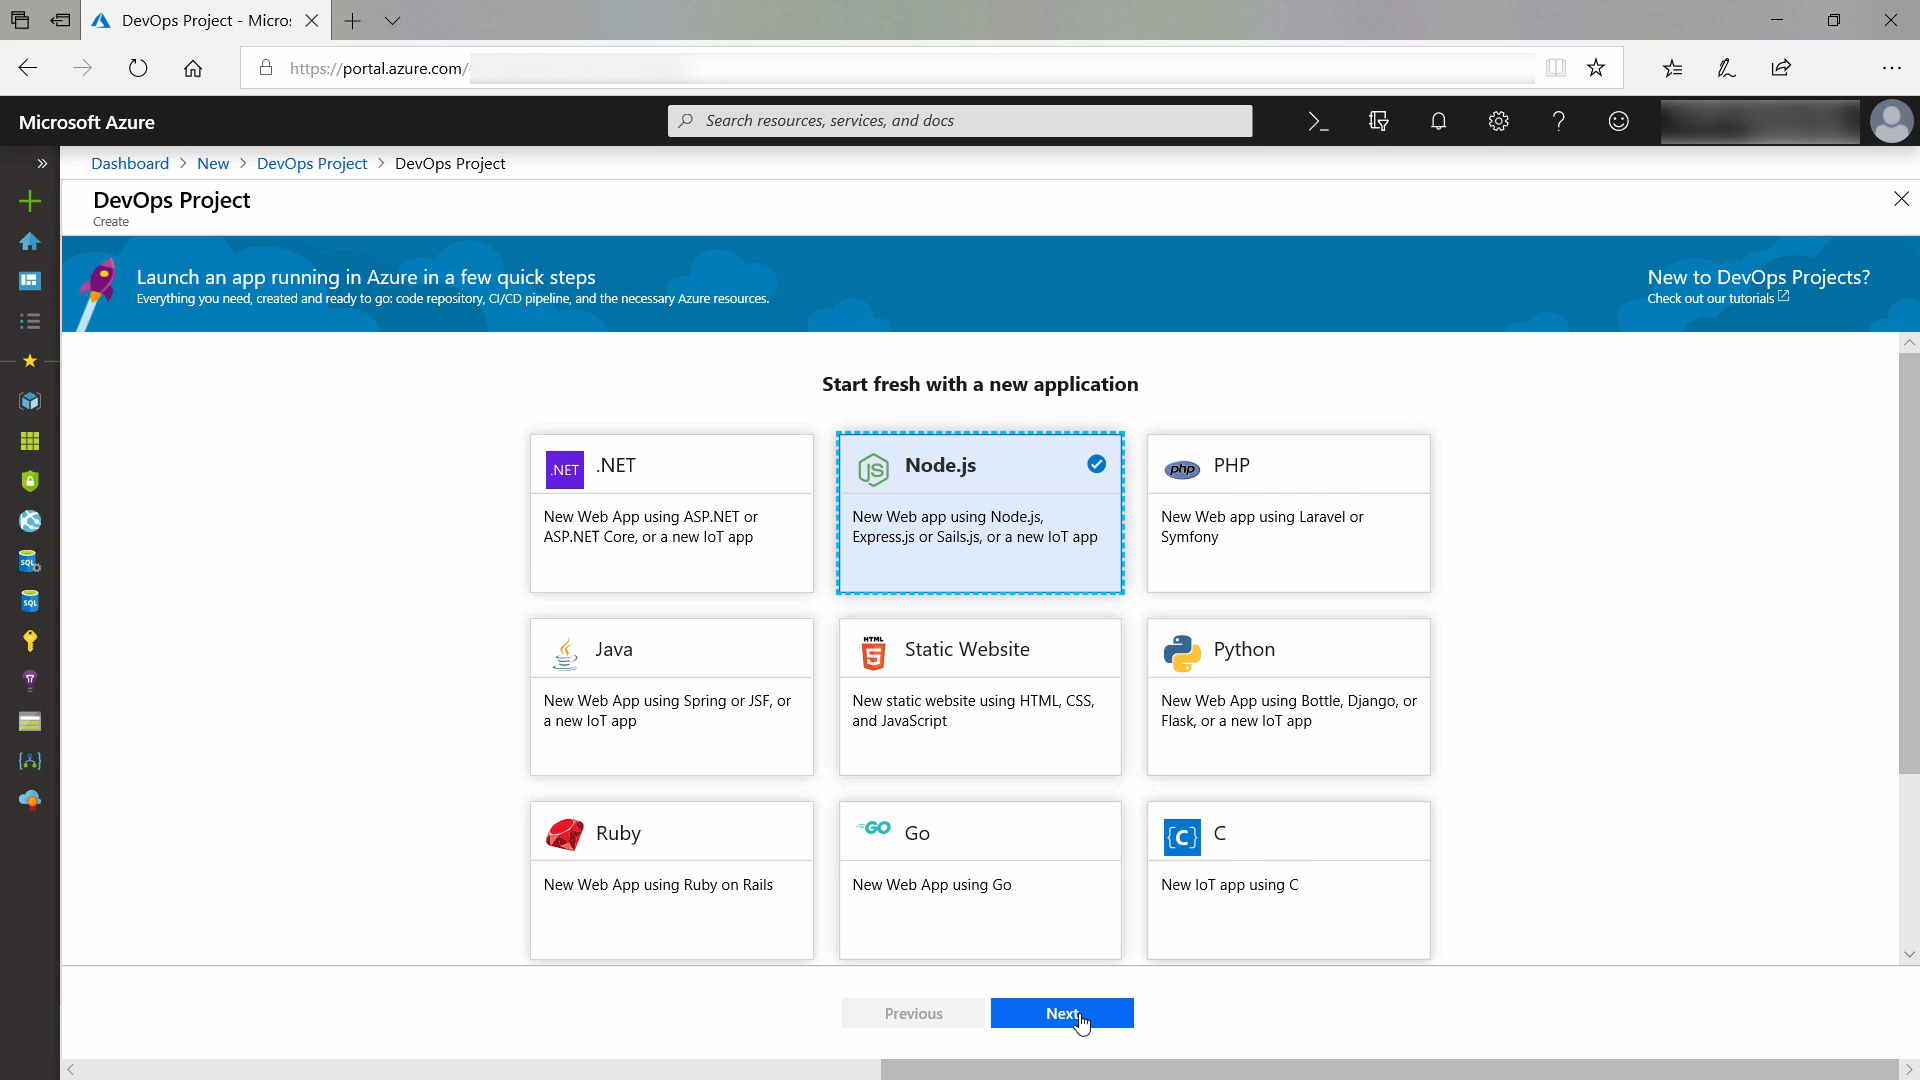 DevOps Project - Micro
https://portal.azure.com/
Microsoft Azure
Search resources, services, and docs
Dashboard > New > DevOps Project > DevOps Project
DevOps Project
Create
Launch an app running in Azure in a few quick steps
Everything you need, created and ready to go: code repository, CI/CD pipeline, and the necessary Azure resources.
New to DevOps Projects?
Check out our tutorials
Start fresh with a new application
.NET
.NET
New Web App using ASP.NET or
ASP.NET Core, or a new IoT app
JS
Node.js
New Web app using Node.js,
Express.js or Sails.js, or a new IoT app
php
PHP
New Web app using Laravel or
Symfony
Java
New Web App using Spring or JSF, or
a new IoT app
HTML
5
Static Website
New static website using HTML, CSS,
and JavaScript
Python
New Web App using Bottle, Django, or
Flask, or a new IoT app
Ruby
New Web App using Ruby on Rails
GO
Go
New Web App using Go
{C}
C
New IoT app using C
SQL
SQL
Previous
Next